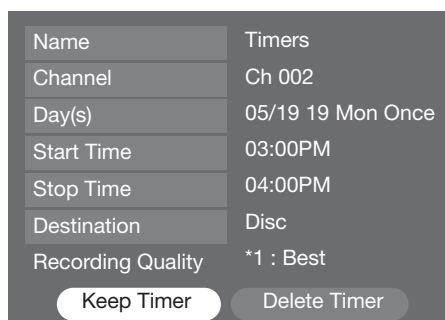 Name Timers
Channel Ch 002
Day(s) 05/19 19 Mon Once
Start Time 03:00PM
Stop Time 04:00PM
Destination Disc
Recording Quality *1 : Best
Keep Timer Delete Timer